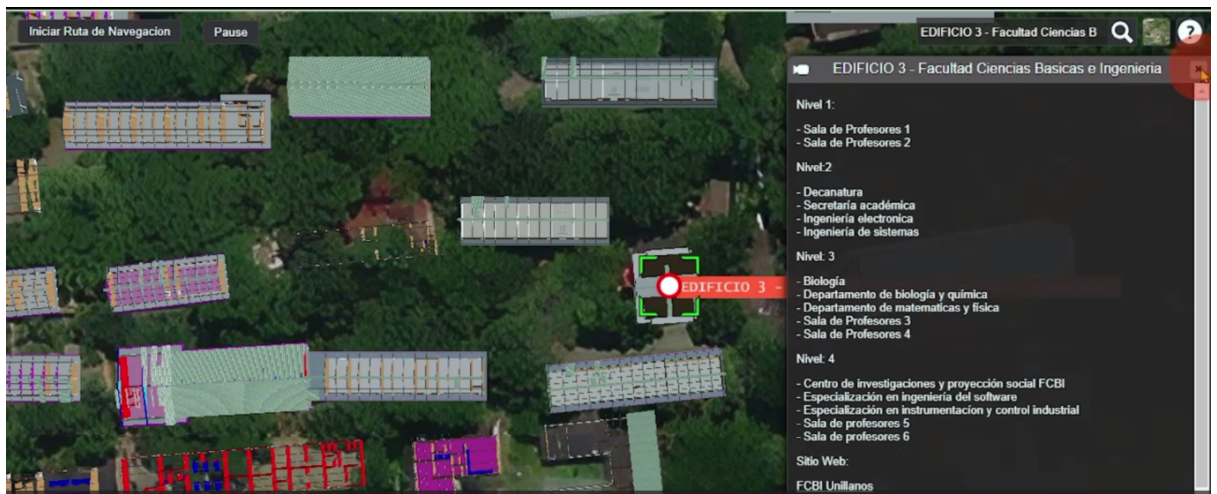 Iniciar Ruta de Navegacion
Pause
EDIFICIO 3 - Facultad Ciencias B
?
EDIFICIO 3 - Facultad Ciencias Basicas e Ingenieria
Nivel 1:
- Sala de Profesores 1
- Sala de Profesores 2
Nivel:2
- Decanatura
- Secretaría académica
- Ingeniería electronica
- Ingeniería de sistemas
Nivel: 3
- Biología
- Departamento de biología y química
- Departamento de matematicas y física
- Sala de Profesores 3
- Sala de Profesores 4
Nivel: 4
- Centro de investigaciones y proyección social FCBI
- Especialización en ingeniería del software
- Especialización en instrumentacíon y control industrial
- Sala de profesores 5
- Sala de profesores 6
Sitio Web:
FCBI Unillanos
EDIFICIO 3 -